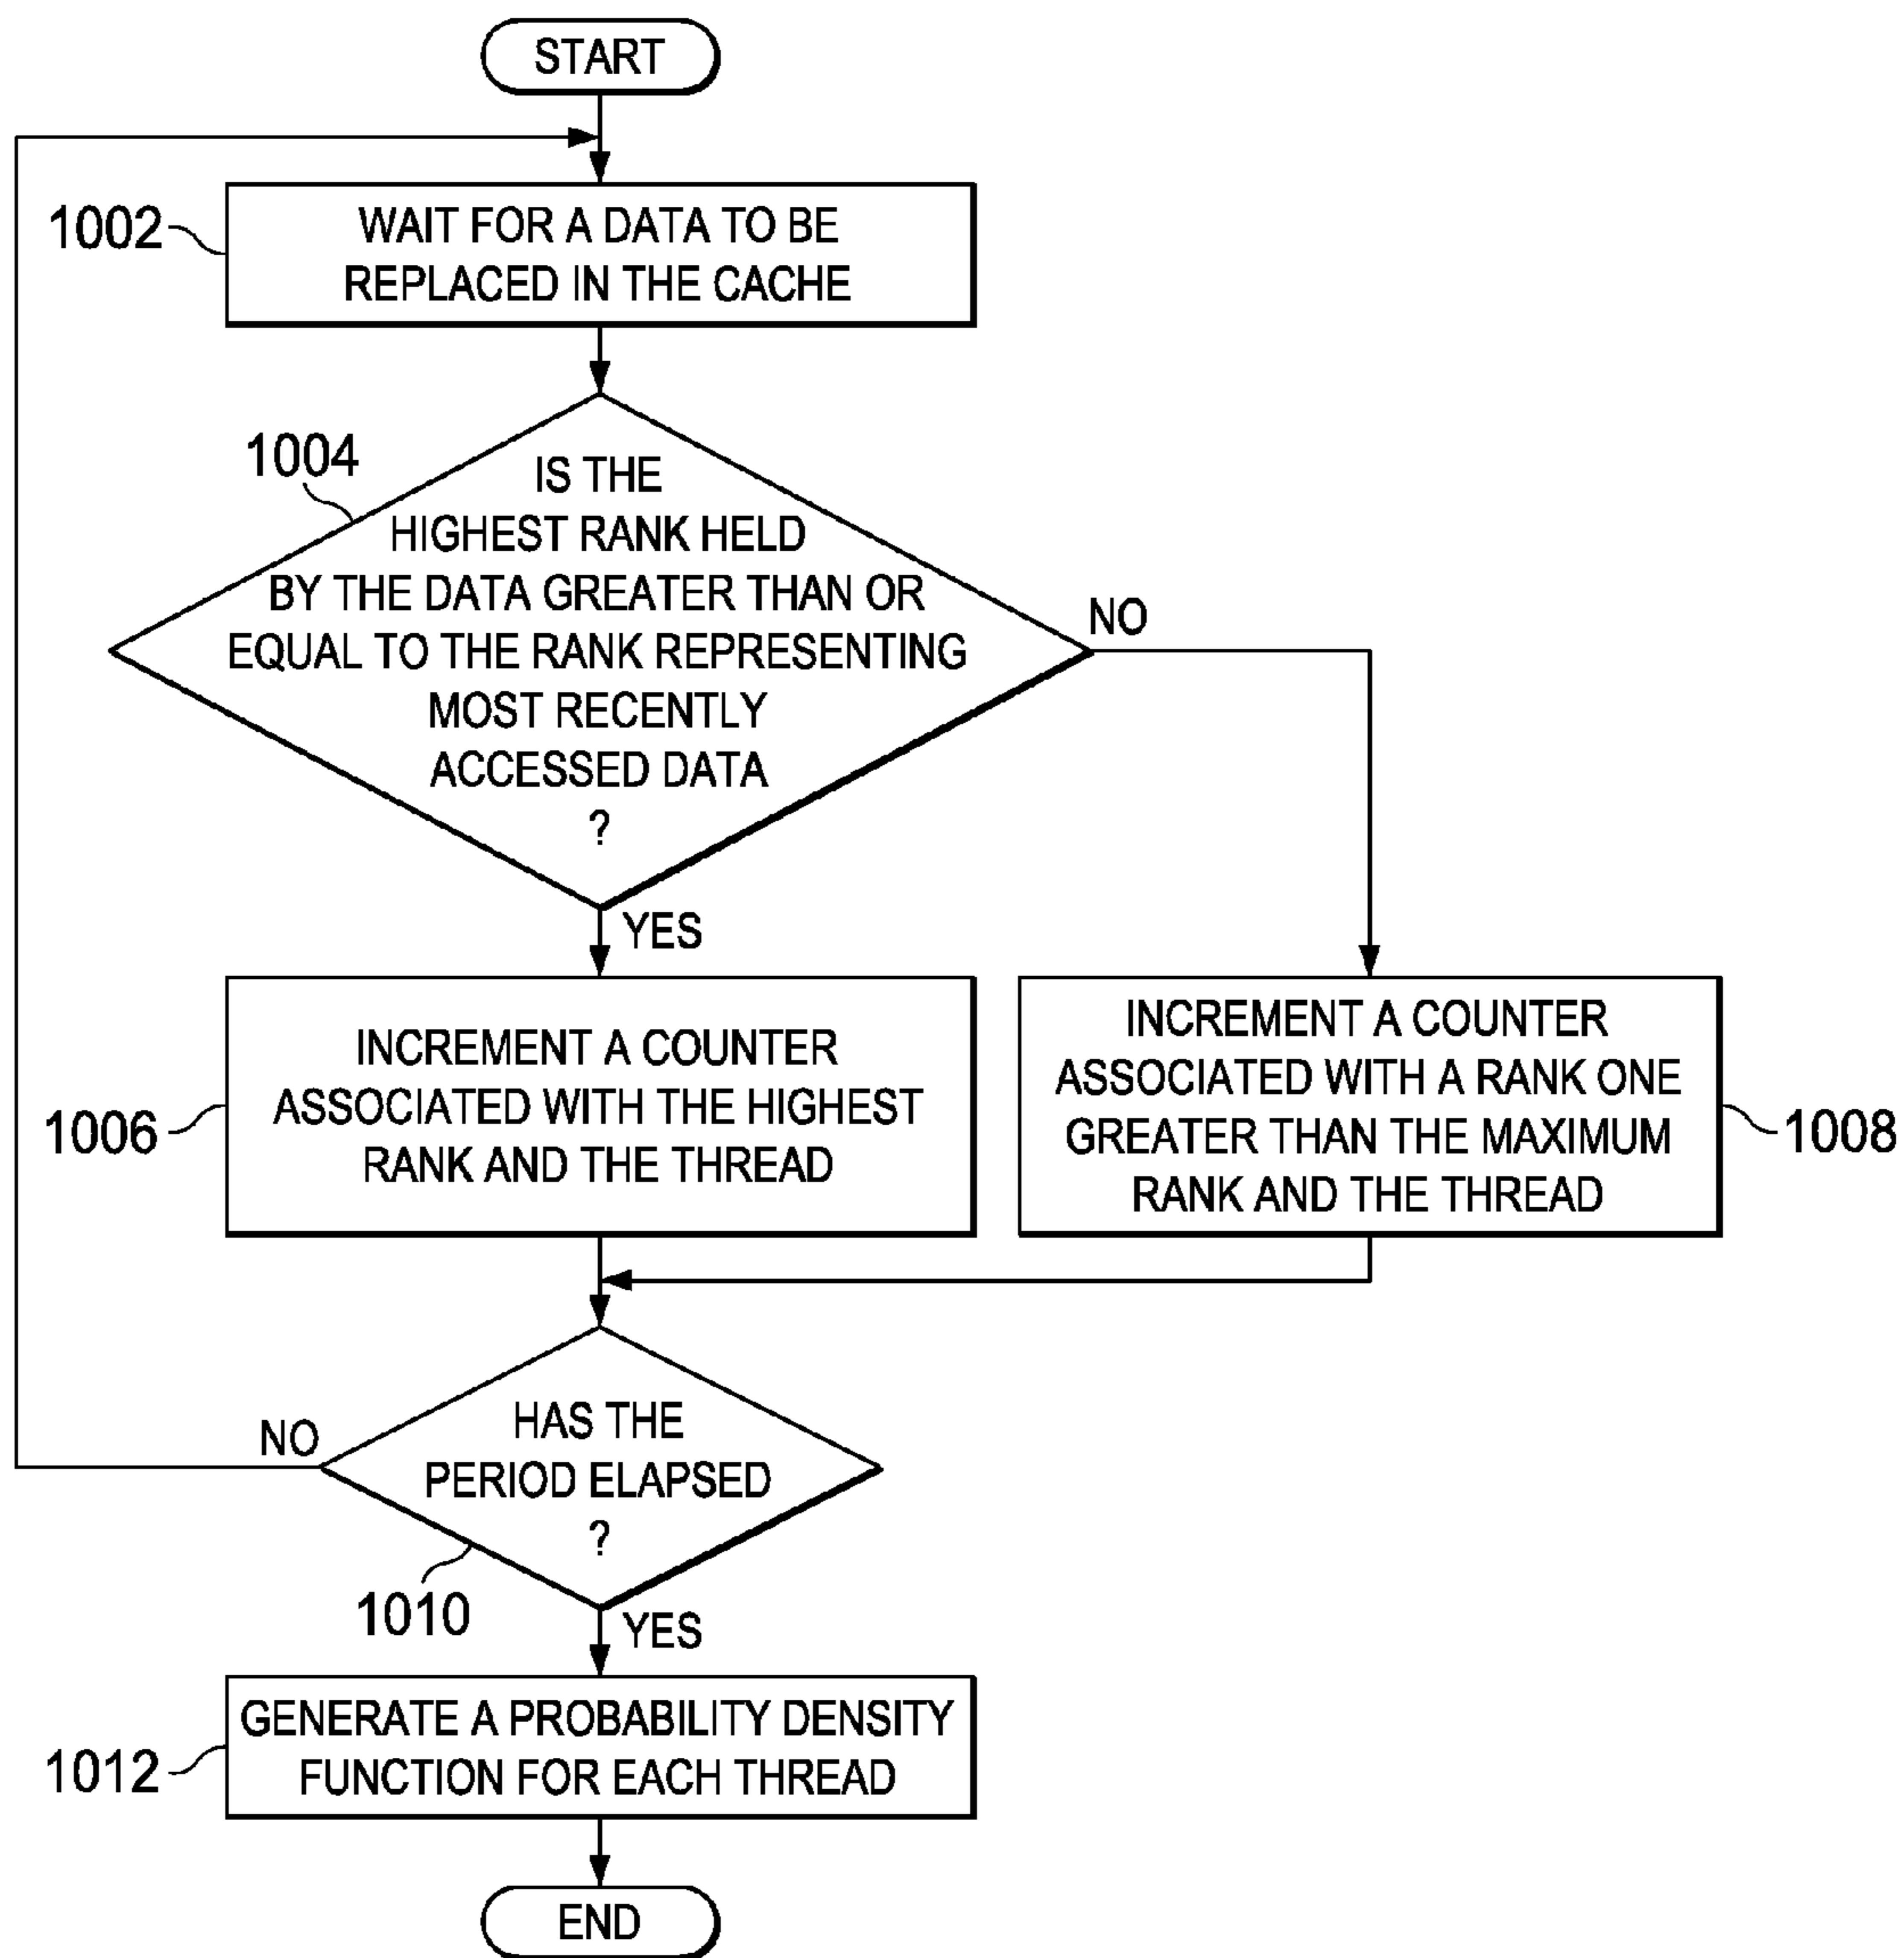 START
1002
WAIT FOR A DATA TO BE
REPLACED IN THE CACHE
1004
IS THE
HIGHEST RANK HELD
BY THE DATA GREATER THAN OR
EQUAL TO THE RANK REPRESENTING
MOST RECENTLY
ACCESSED DATA
?
NO
YES
1006
INCREMENT A COUNTER
ASSOCIATED WITH THE HIGHEST
RANK AND THE THREAD
INCREMENT A COUNTER
ASSOCIATED WITH A RANK ONE
GREATER THAN THE MAXIMUM
RANK AND THE THREAD
1008
HAS THE
PERIOD ELAPSED
?
NO
1010
YES
1012
GENERATE A PROBABILITY DENSITY
FUNCTION FOR EACH THREAD
END